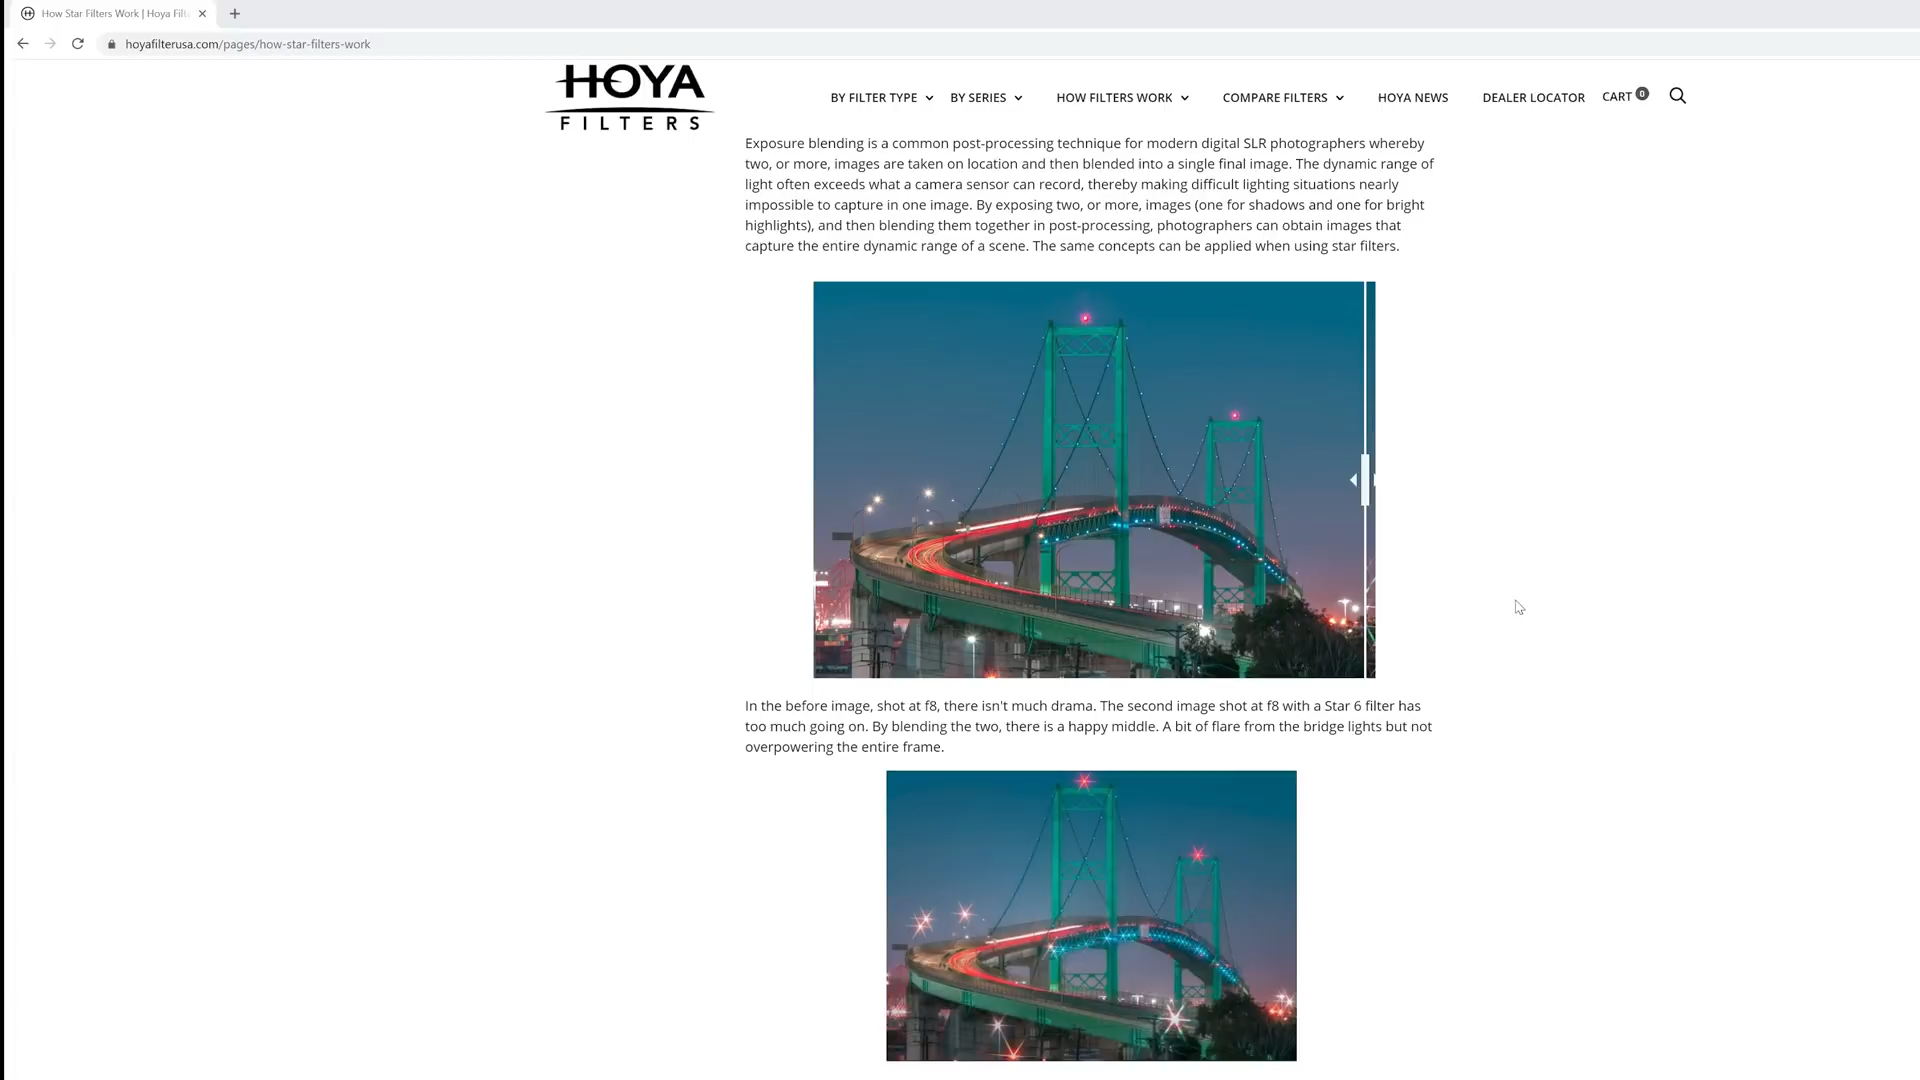 How Star Filters Work | Hoya Filt
hoyafilterusa.com/pages/how-star-filters-work
HOYA
FILTERS
BY FILTER TYPE
BY SERIES
HOW FILTERS WORK
COMPARE FILTERS
HOYA NEWS
DEALER LOCATOR
CART 0
Exposure blending is a common post-processing technique for modern digital SLR photographers whereby
two, or more, images are taken on location and then blended into a single final image. The dynamic range of
light often exceeds what a camera sensor can record, thereby making difficult lighting situations nearly
impossible to capture in one image. By exposing two, or more, images (one for shadows and one for bright
highlights), and then blending them together in post-processing, photographers can obtain images that
capture the entire dynamic range of a scene. The same concepts can be applied when using star filters.
In the before image, shot at f8, there isn't much drama. The second image shot at f8 with a Star 6 filter has
too much going on. By blending the two, there is a happy middle. A bit of flare from the bridge lights but not
overpowering the entire frame.